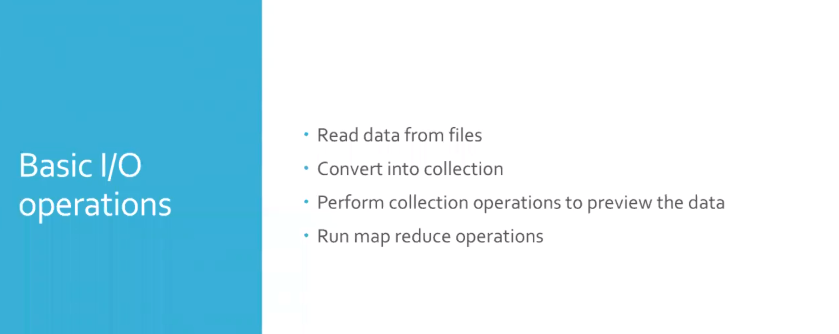 Basic I/O
operations
• Read data from files
• Convert into collection
• Perform collection operations to preview the data
• Run map reduce operations